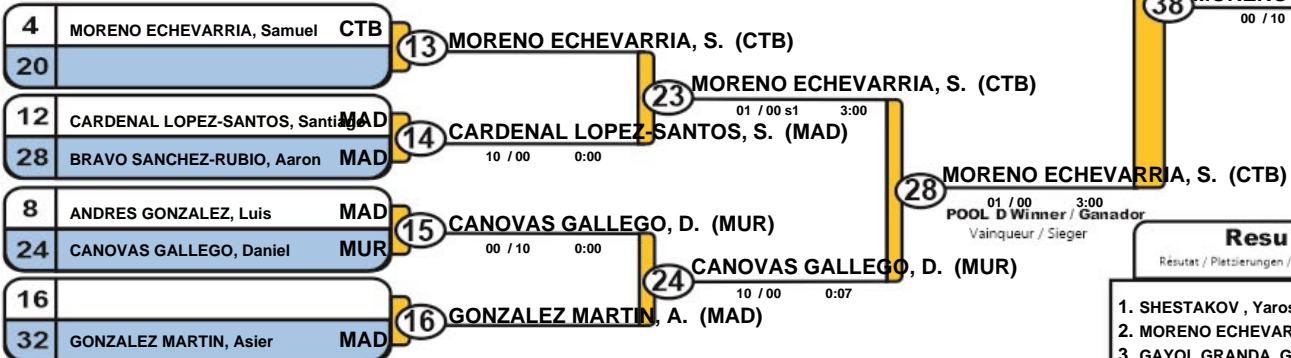 4 MORENO ECHEVARRIA, Samuel CTB
20
13 MORENO ECHEVARRIA, S. (CTB)
12 CARDENAL LOPEZ-SANTOS, Santiago MAD
28 BRAVO SANCHEZ-RUBIO, Aaron MAD
14 CARDENAL LOPEZ-SANTOS, S. (MAD)
10 / 00 0:00
23 MORENO ECHEVARRIA, S. (CTB)
01 / 00 s1 3:00
8 ANDRES GONZALEZ, Luis MAD
24 CANOVAS GALLEGO, Daniel MUR
15 CANOVAS GALLEGO, D. (MUR)
00 / 10 0:00
16
32 GONZALEZ MARTIN, Asier MAD
16 GONZALEZ MARTIN, A. (MAD)
24 CANOVAS GALLEGO, D. (MUR)
10 / 00 0:07
28 MORENO ECHEVARRIA, S. (CTB)
01 / 00 3:00
POOL D Winner / Ganador
Vainqueur / Sieger
38
00 / 10
Resu
Résutat / Pletzierungen /
1. SHESTAKOV , Yaros
2. MORENO ECHEVAR
3. GAYOL GRANDA, G